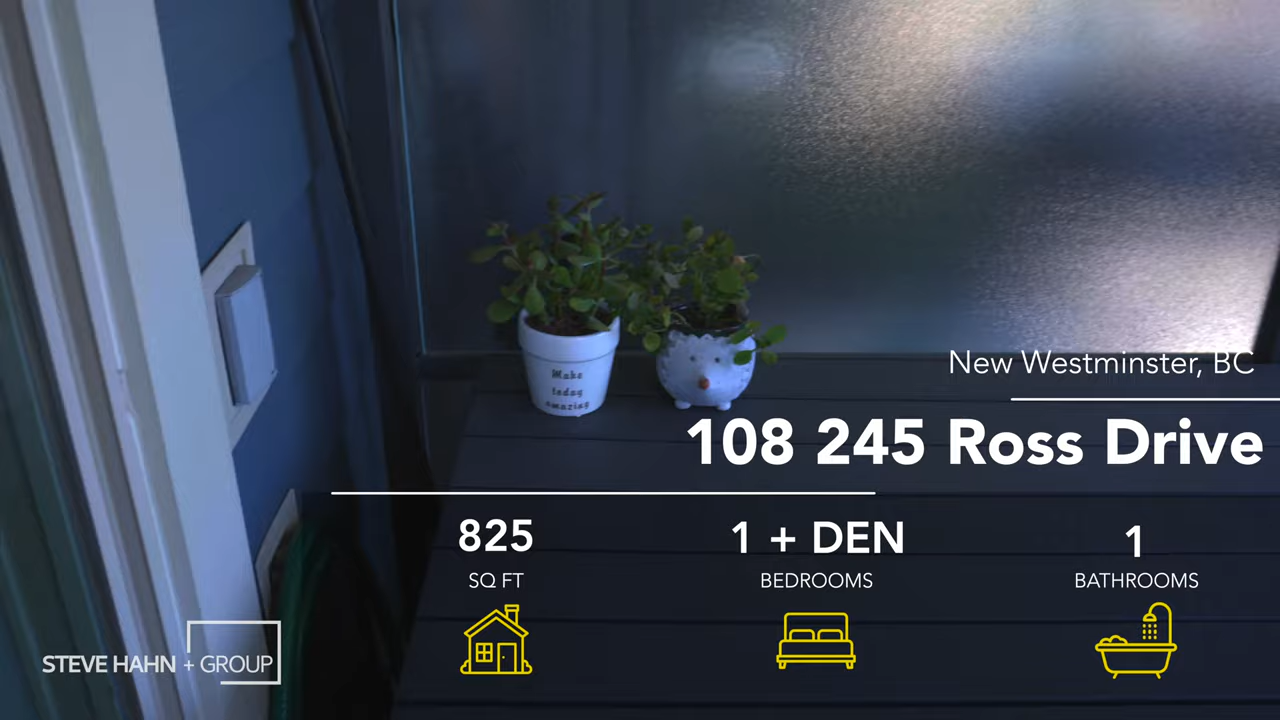 Make
today
amazing
New Westminster, BC
108 245 Ross Drive
825
SQ FT
1 + DEN
BEDROOMS
1
BATHROOMS
STEVE HAHN + GROUP